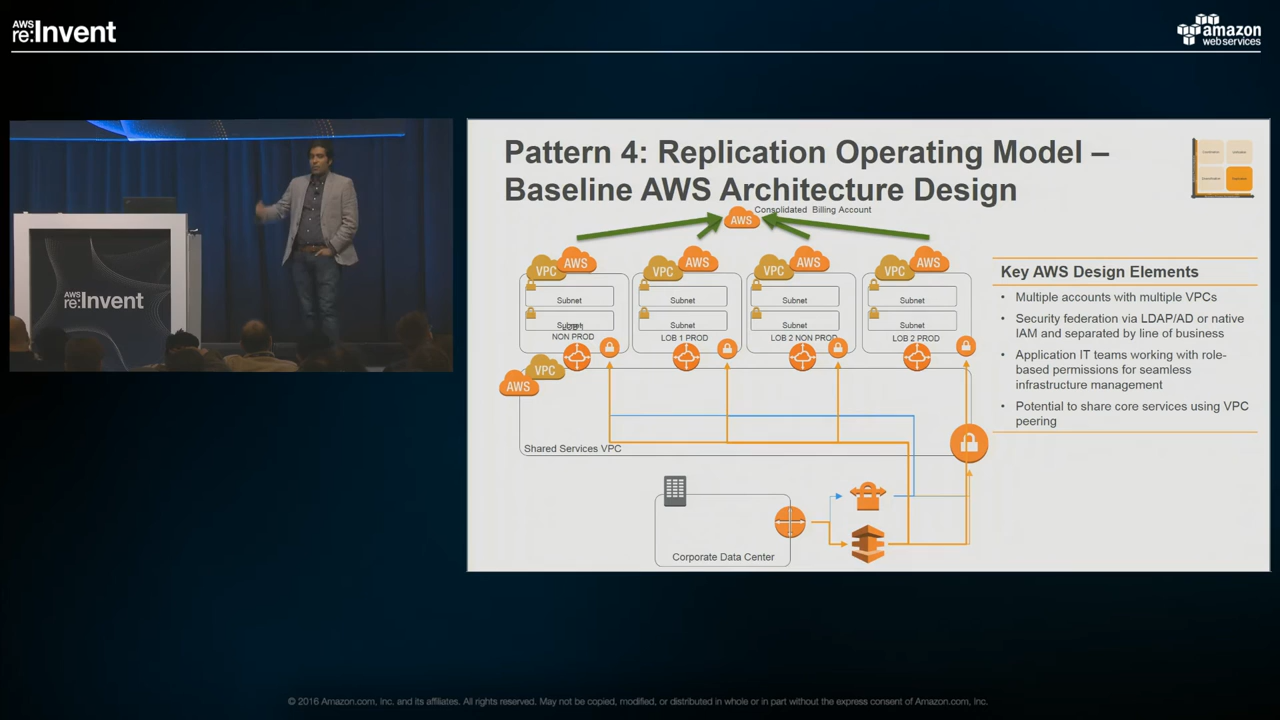 AWS
re:Invent
amazon
webservices
AWS
re:Invent
Pattern 4: Replication Operating Model –
Baseline AWS Architecture Design
Consolidated Billing Account
AWS
VPC
AWS
VPC
AWS
VPC
AWS
VPC
AWS
Subnet
Subnet
Subnet
Subnet
Subnet
Subnet
Subnet
Subnet
LOB 1
NON PROD
LOB 1 PROD
LOB 2 NON PROD
LOB 2 PROD
VPC
AWS
Shared Services VPC
Corporate Data Center
Key AWS Design Elements
• Multiple accounts with multiple VPCs
• Security federation via LDAP/AD or native
IAM and separated by line of business
• Application IT teams working with role-
based permissions for seamless
infrastructure management
• Potential to share core services using VPC
peering
© 2016 Amazon.com, Inc. and its affiliates. All rights reserved. May not be copied, modified, or distributed in whole or in part without the express consent of Amazon.com, Inc.